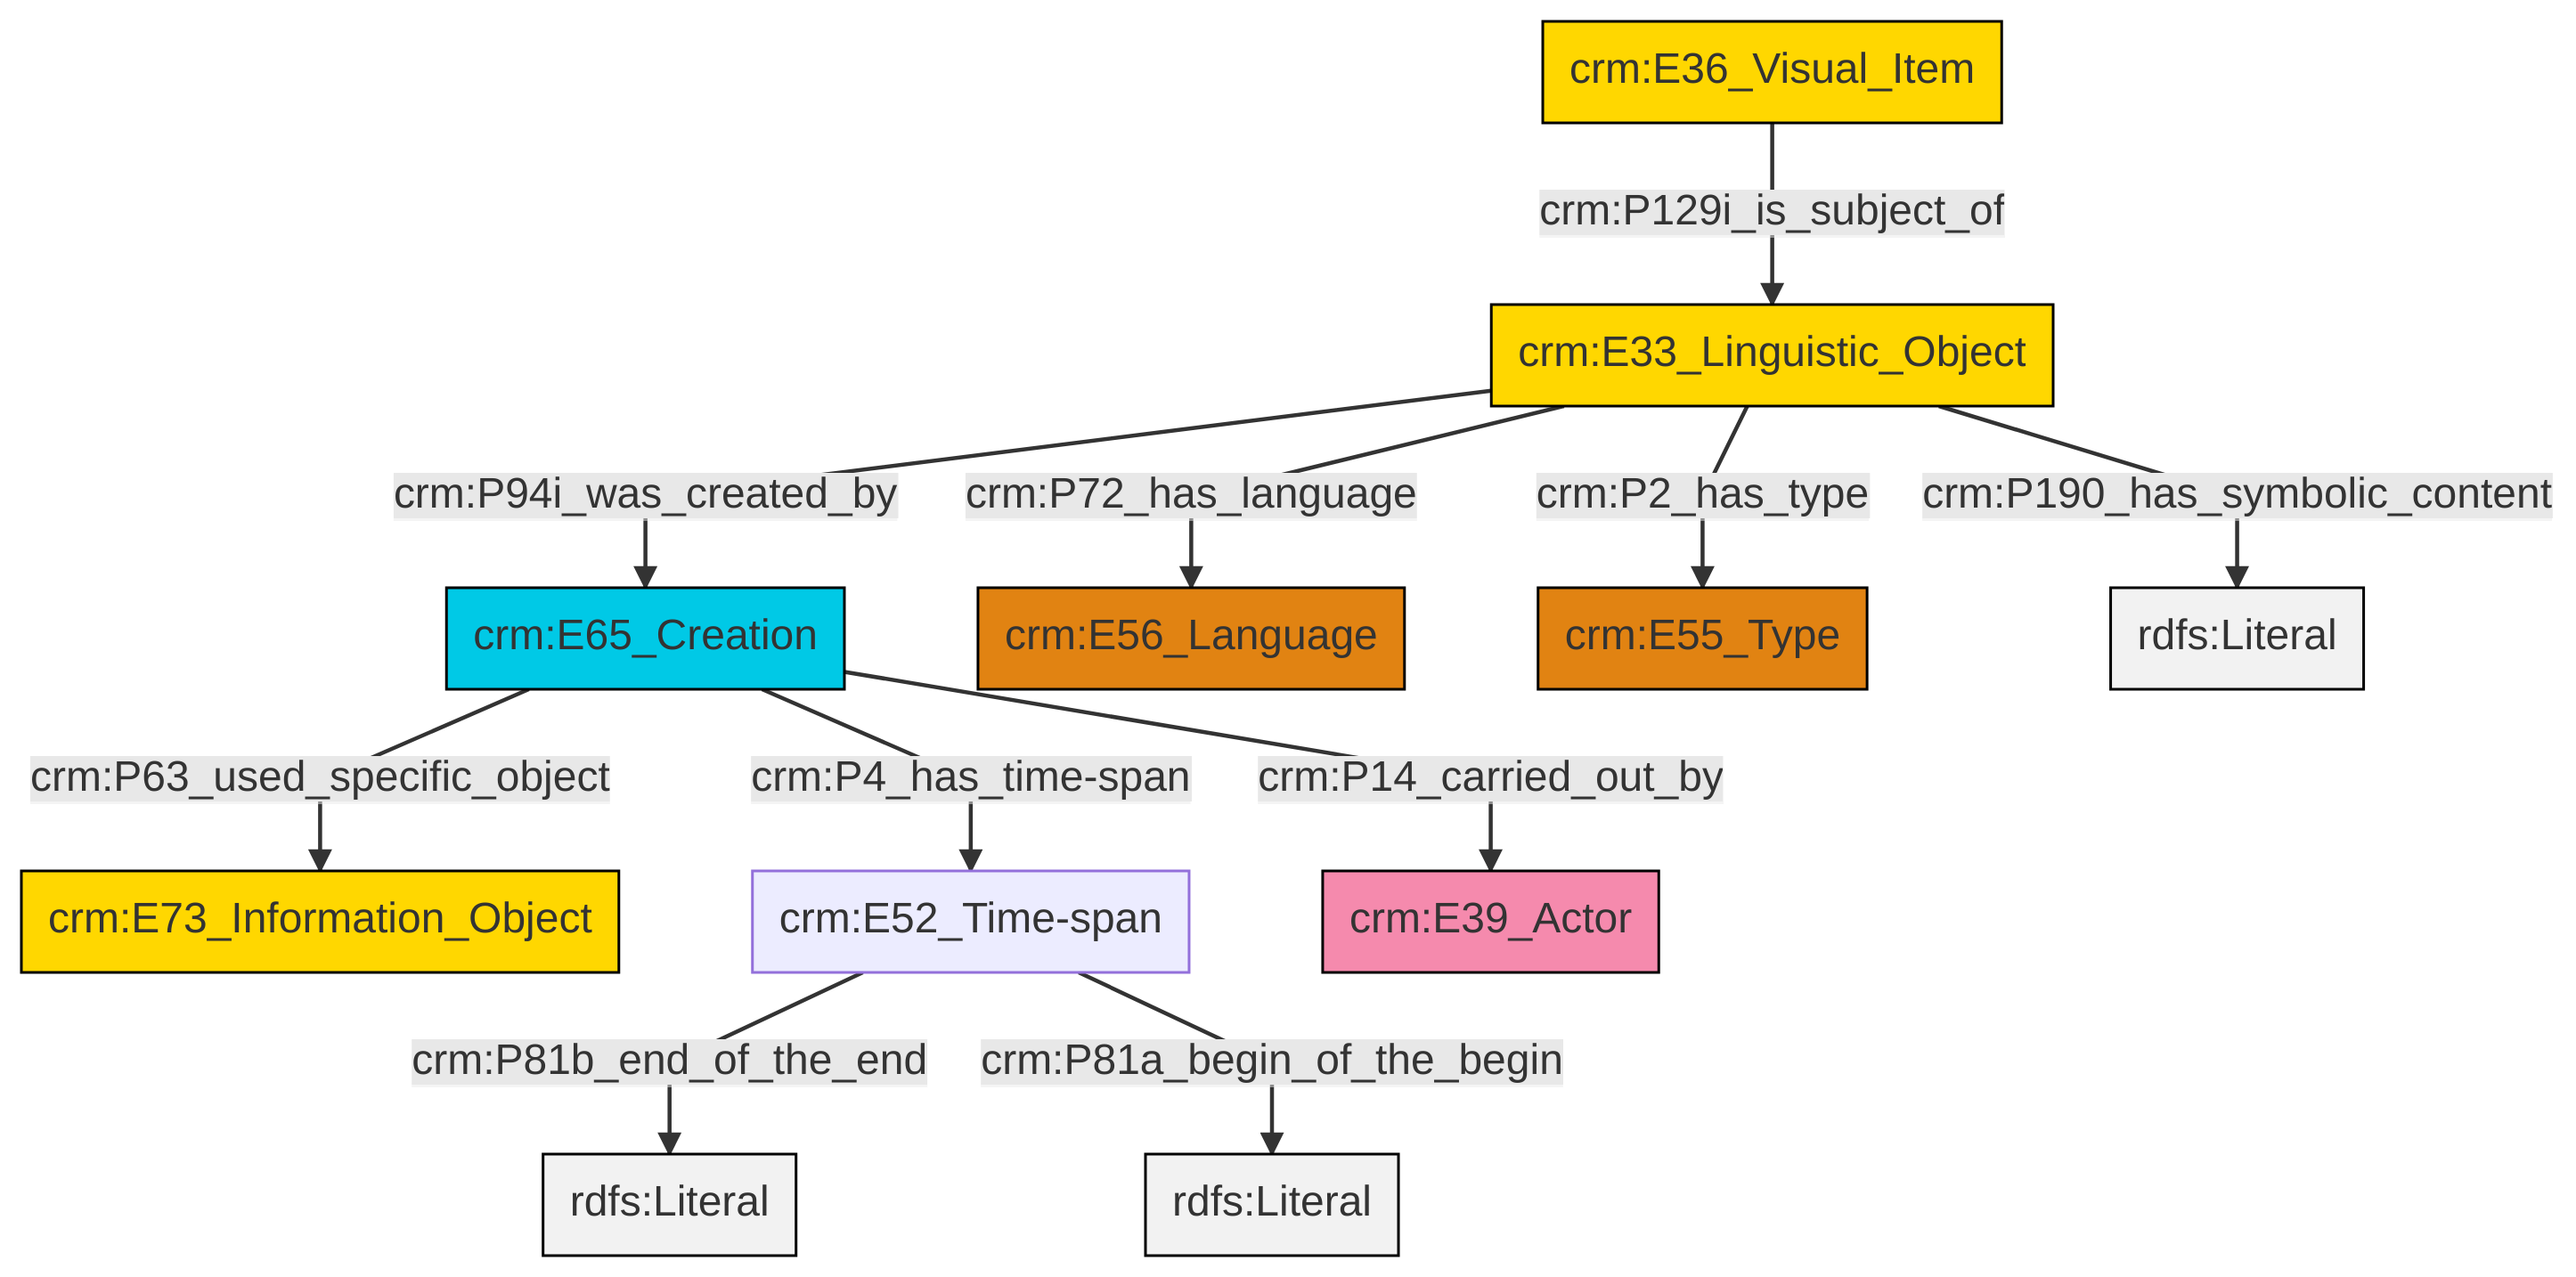 crm:E36_Visual_Item
crm:P129i_is_subject_of
crm:E33_Linguistic_Object
crm:P94i_was_created_by
crm:P72_has_language
crm:P2_has_type
crm:P190_has_symbolic_content
crm:E65_Creation
crm:E56_Language
crm:E55_Type
rdfs:Literal
crm:P63_used_specific_object
crm:P4_has_time-span
crm:P14_carried_out_by
crm:E73_Information_Object
crm:E52_Time-span
crm:E39_Actor
crm:P81b_end_of_the_end
crm:P81a_begin_of_the_begin
rdfs:Literal
rdfs:Literal